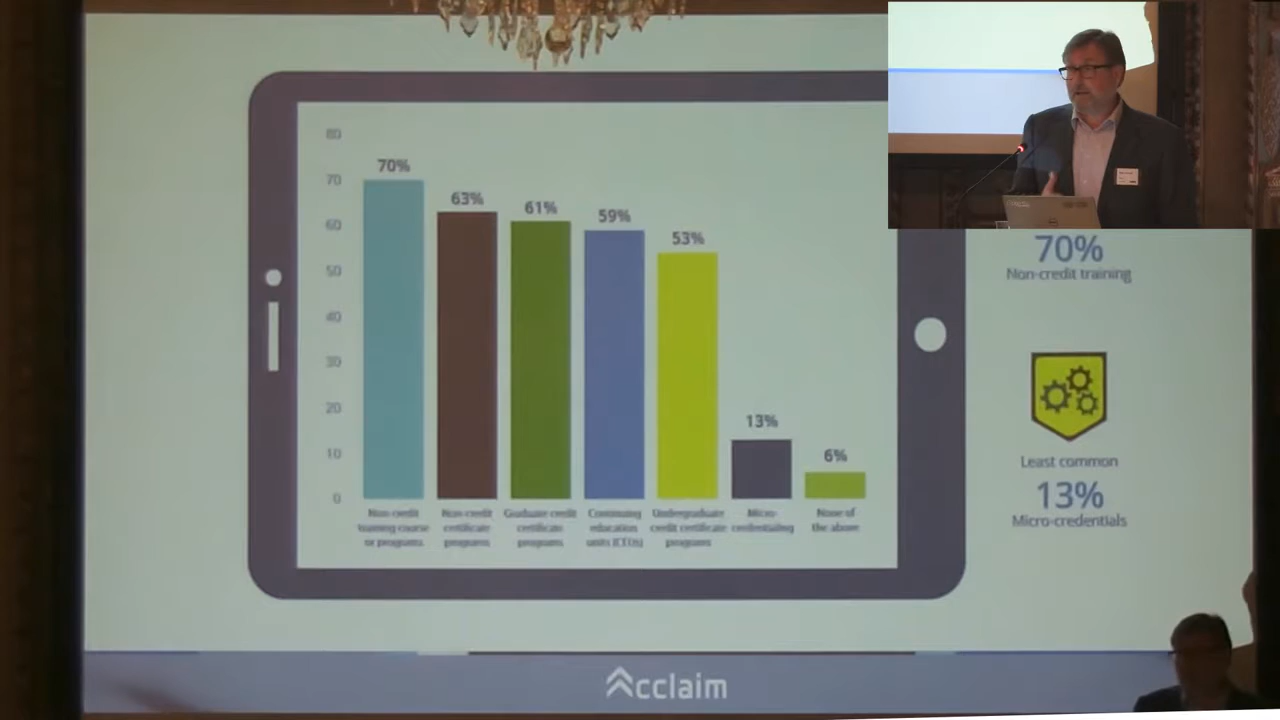 80
70
60
50
40
30
20
10
0
70%
63%
61%
59%
53%
13%
6%
Non-credit
training course
or programs
Non-credit
certificate
programs
Graduate credit
certificate
programs
Continuing
education
units (CEUs)
Undergraduate
credit certificate
programs
Micro-
credentialing
None of
the above
70%
Non-credit training
Least common
13%
Micro-credentials
Acclaim